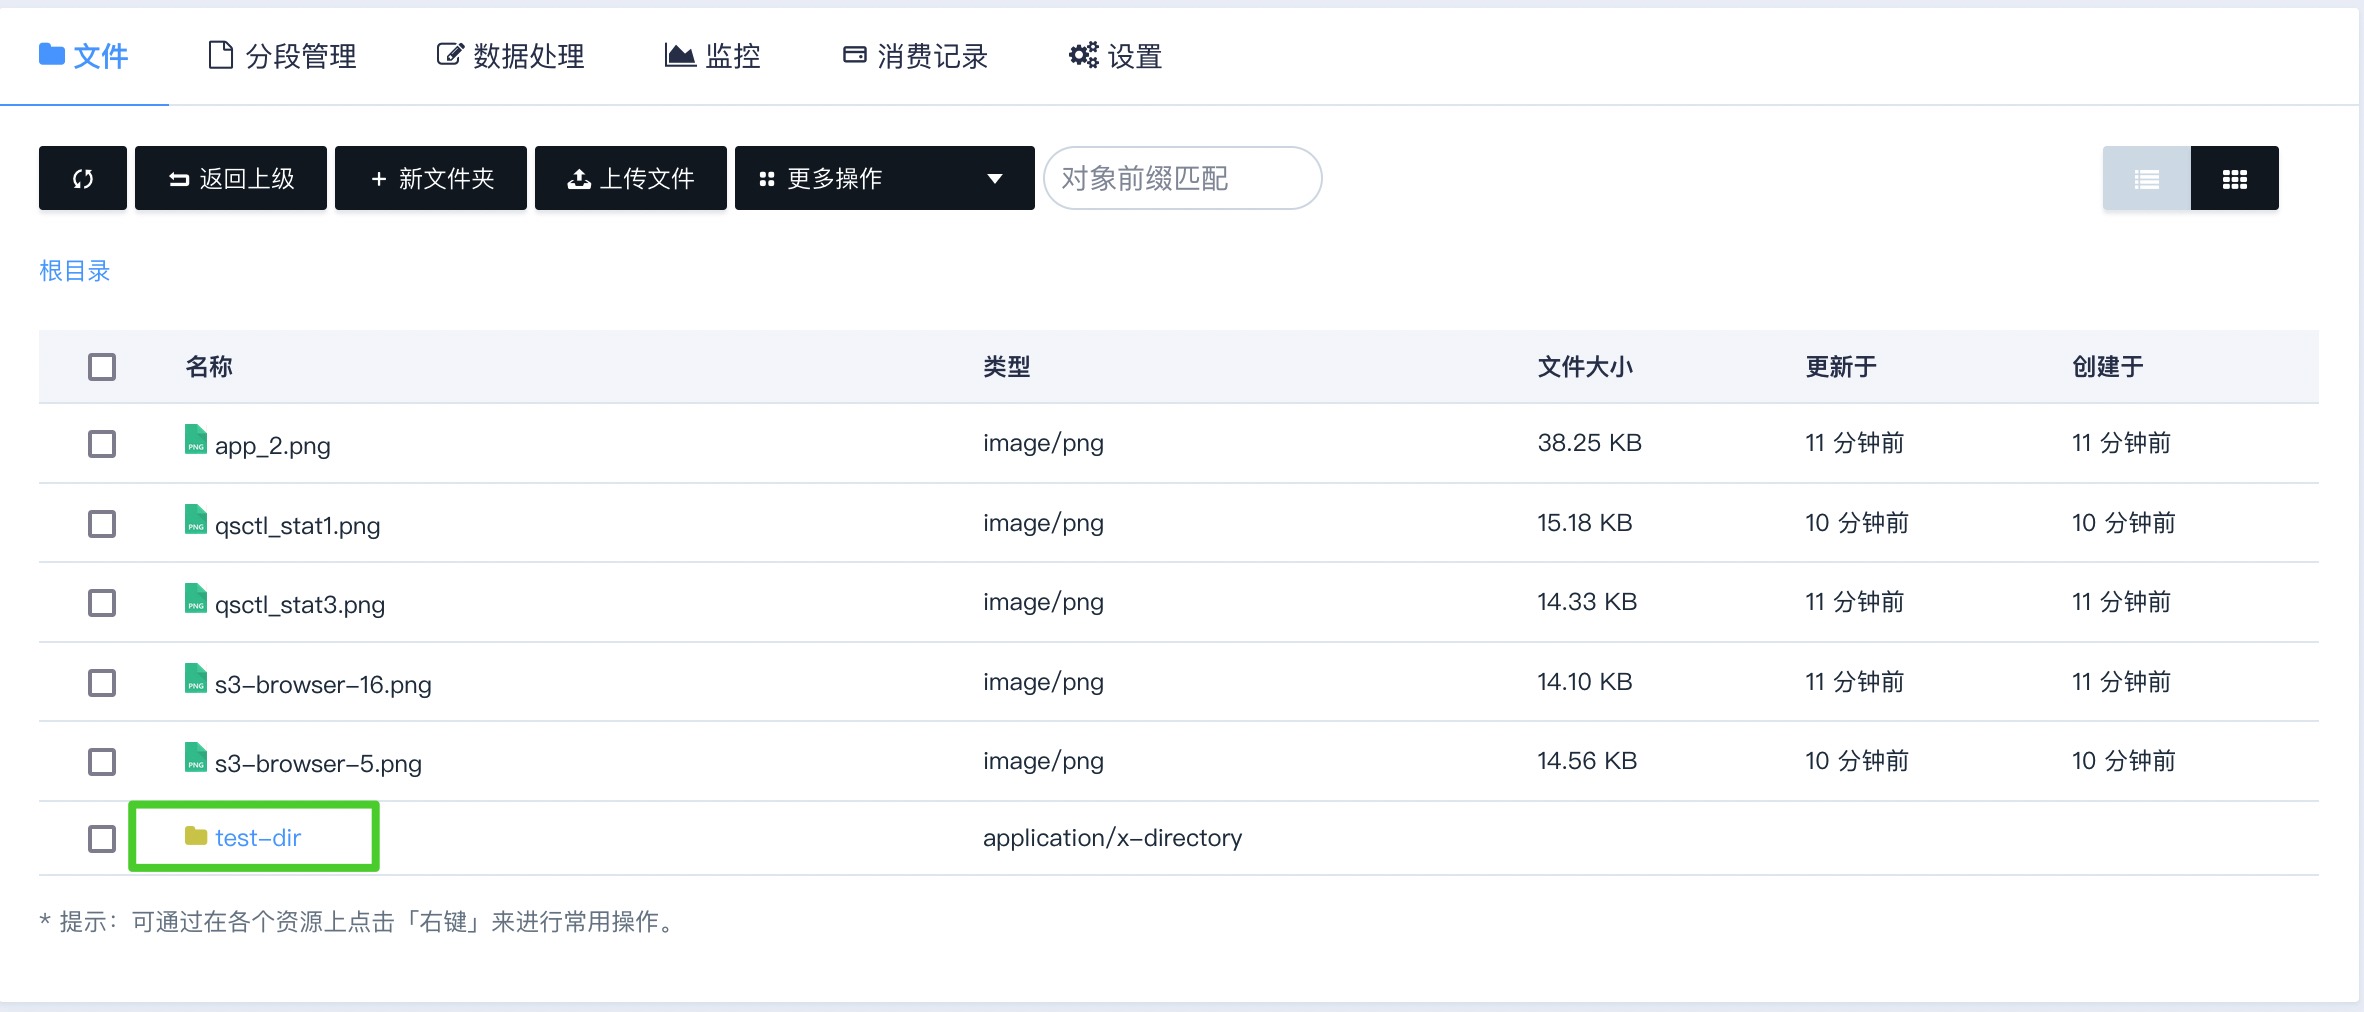 文件 分段管理 数据处理 监控 消费记录 设置
返回上级 + 新文件夹 上传文件 更多操作 对象前缀匹配
根目录
名称 类型 文件大小 更新于 创建于
PNG app_2.png image/png 38.25 KB 11 分钟前 11 分钟前
PNG qsctl_stat1.png image/png 15.18 KB 10 分钟前 10 分钟前
PNG qsctl_stat3.png image/png 14.33 KB 11 分钟前 11 分钟前
PNG s3-browser-16.png image/png 14.10 KB 11 分钟前 11 分钟前
PNG s3-browser-5.png image/png 14.56 KB 10 分钟前 10 分钟前
test-dir application/x-directory
* 提示：可通过在各个资源上点击「右键」来进行常用操作。